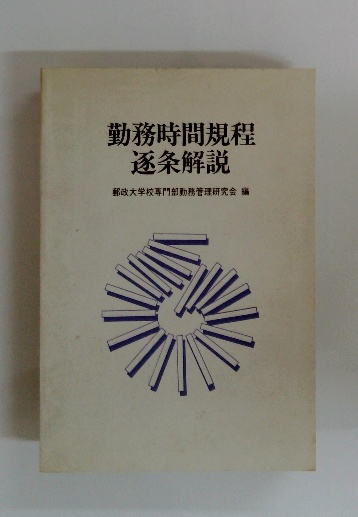 勤務時間規程
逐条解説
郵政大学校専門部勤務管理研究会 編